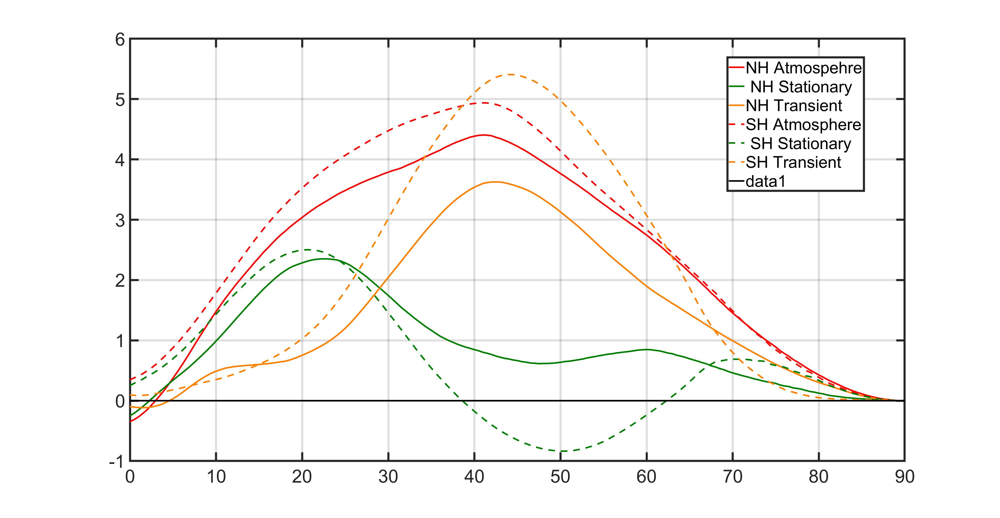 6
5
4
3
2
1
0
-1
0 10 20 30 40 50 60 70 80 90
NH Atmospehre
NH Stationary
NH Transient
SH Atmosphere
SH Stationary
SH Transient
data1